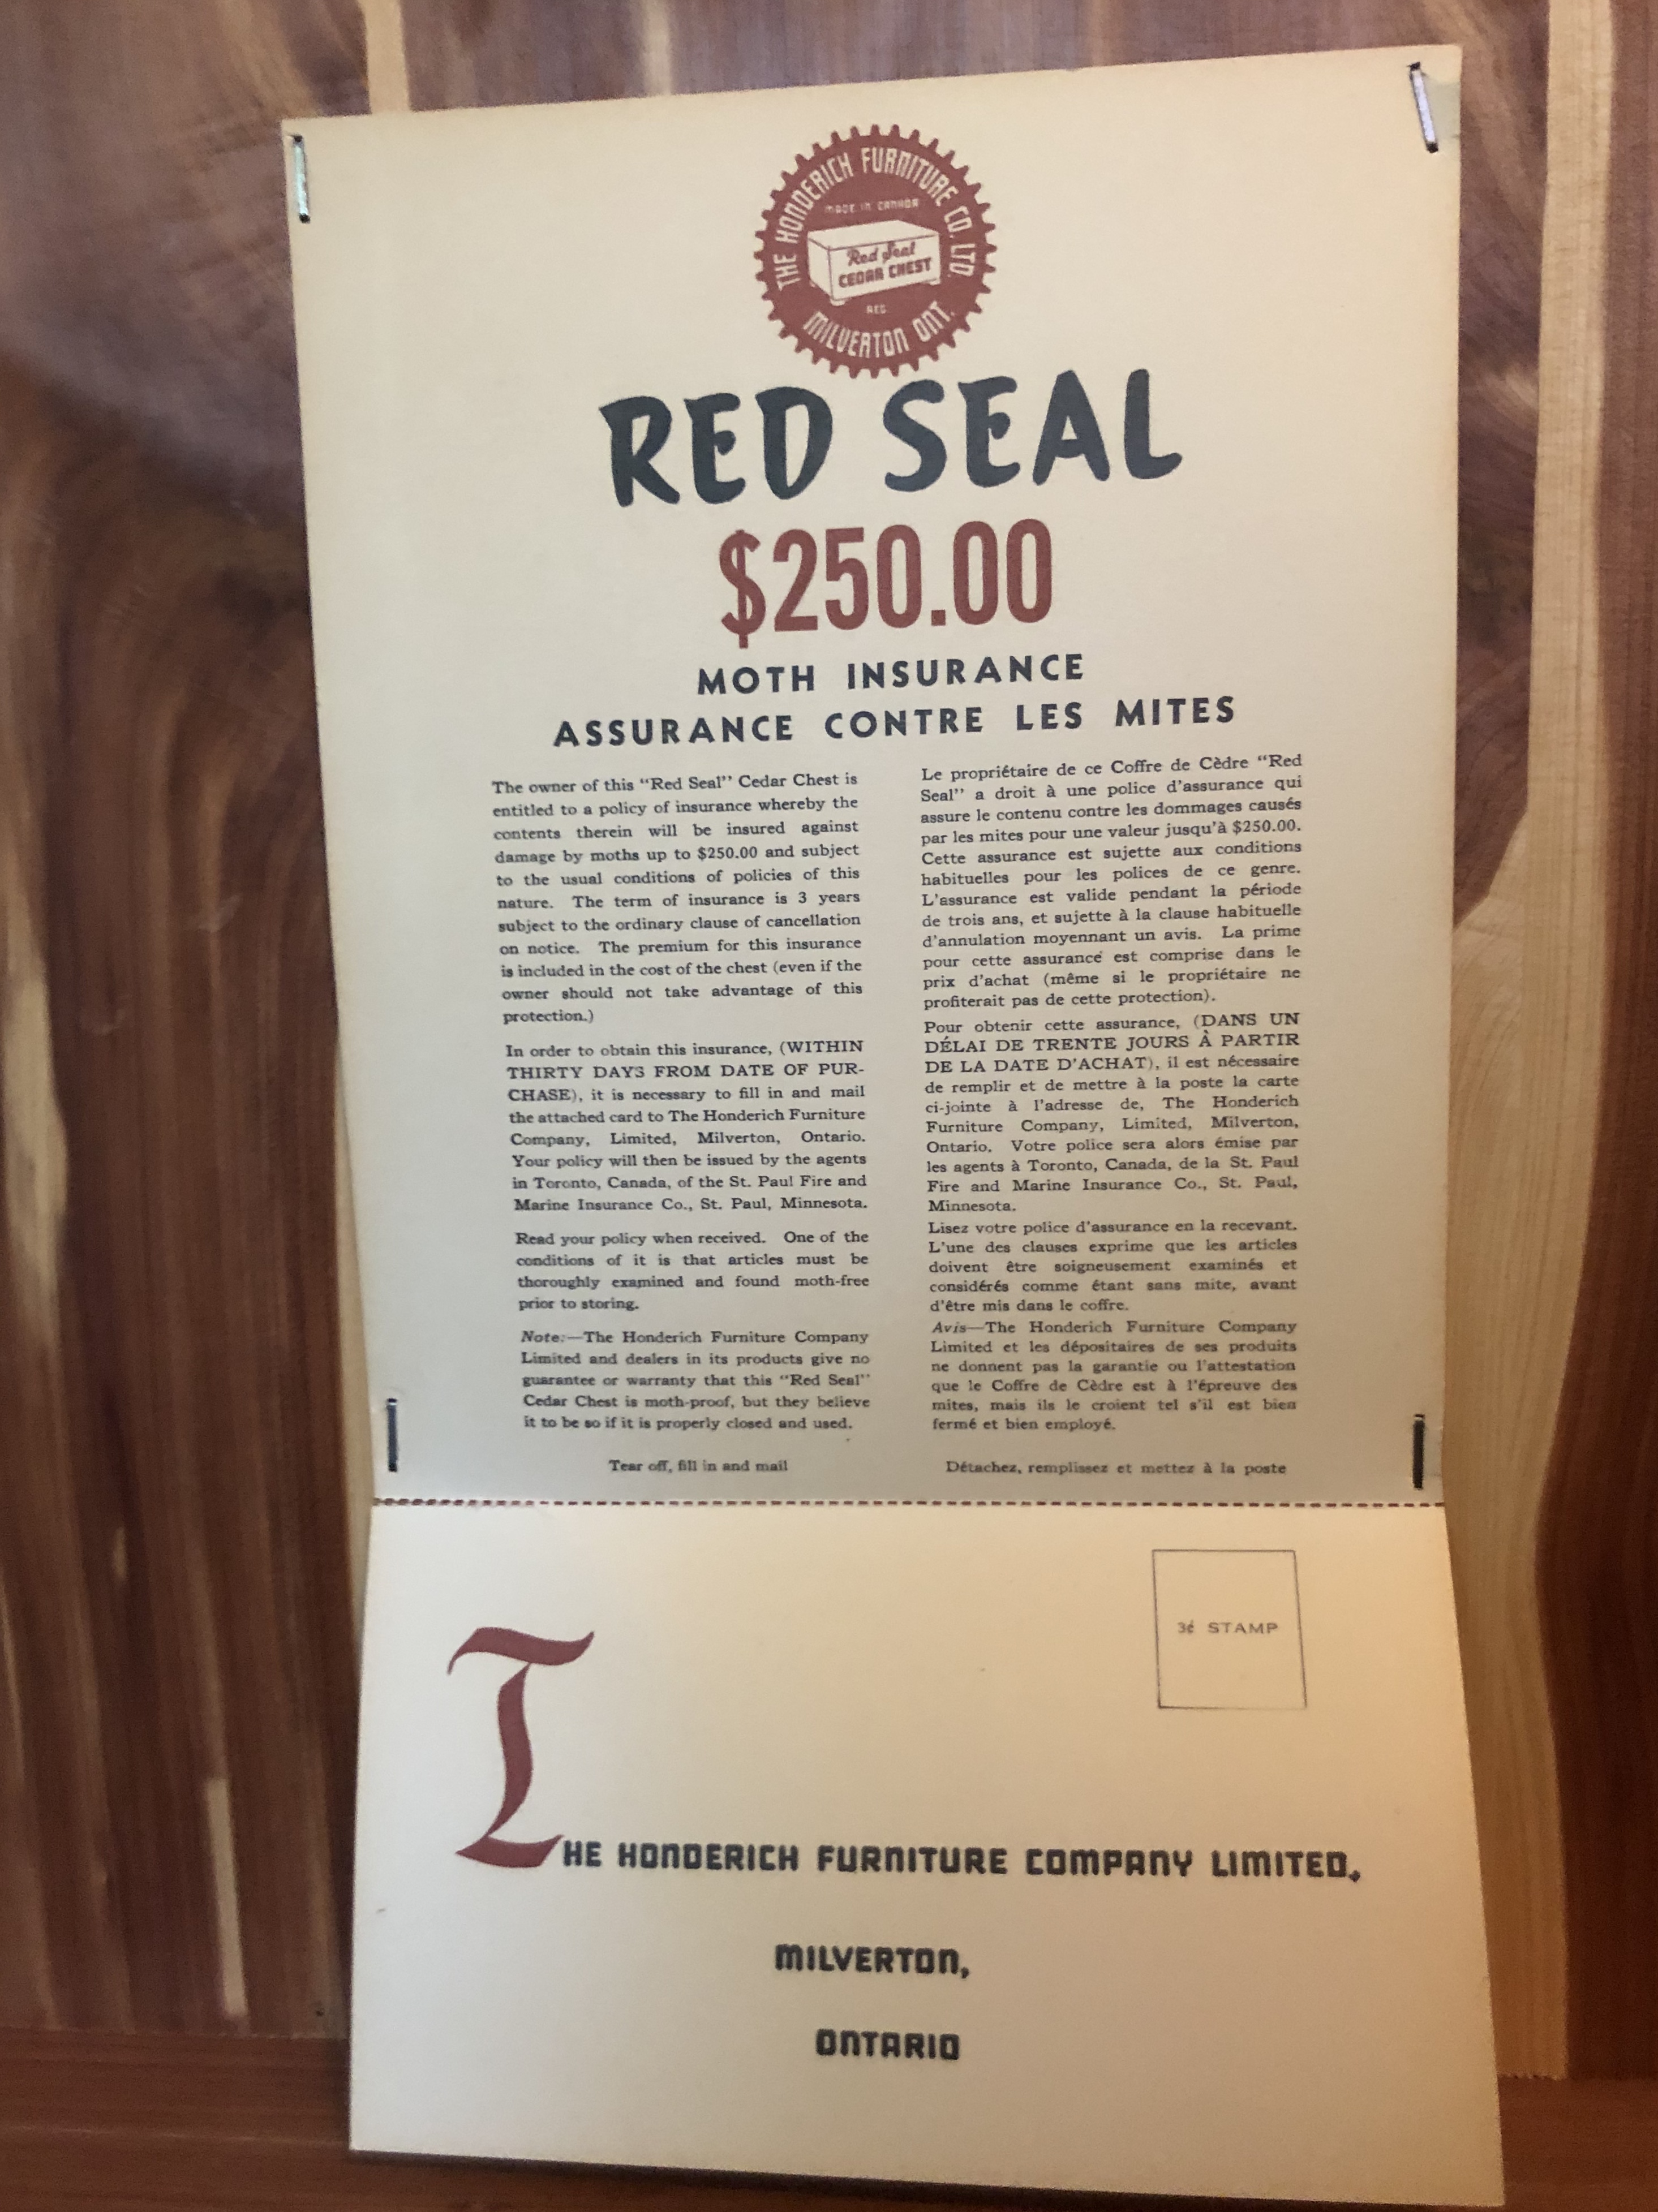 THE HONDERICH FURNITURE CO. LTD.
MADE IN CANADA
Red Seal
CEDAR CHEST
REG.
MILVERTON ONT.
RED SEAL
$250.00
MOTH INSURANCE
ASSURANCE CONTRE LES MITES
The owner of this "Red Seal" Cedar Chest is
entitled to a policy of insurance whereby the
contents therein will be insured against
damage by moths up to $250.00 and subject
to the usual conditions of policies of this
nature. The term of insurance is 3 years
subject to the ordinary clause of cancellation
on notice. The premium for this insurance
is included in the cost of the chest (even if the
owner should not take advantage of this
protection.)
In order to obtain this insurance, (WITHIN
THIRTY DAYS FROM DATE OF PUR-
CHASE), it is necessary to fill in and mail
the attached card to The Honderich Furniture
Company, Limited, Milverton, Ontario.
Your policy will then be issued by the agents
in Toronto, Canada, of the St. Paul Fire and
Marine Insurance Co., St. Paul, Minnesota.
Read your policy when received. One of the
conditions of it is that articles must be
thoroughly examined and found moth-free
prior to storing.
Note:—The Honderich Furniture Company
Limited and dealers in its products give no
guarantee or warranty that this "Red Seal"
Cedar Chest is moth-proof, but they believe
it to be so if it is properly closed and used.
Tear off, fill in and mail
Le propriétaire de ce Coffre de Cèdre "Red
Seal" a droit à une police d'assurance qui
assure le contenu contre les dommages causés
par les mites pour une valeur jusqu'à $250.00.
Cette assurance est sujette aux conditions
habituelles pour les polices de ce genre.
L'assurance est valide pendant la période
de trois ans, et sujette à la clause habituelle
d'annulation moyennant un avis. La prime
pour cette assurance est comprise dans le
prix d'achat (même si le propriétaire ne
profiterait pas de cette protection).
Pour obtenir cette assurance, (DANS UN
DÉLAI DE TRENTE JOURS À PARTIR
DE LA DATE D'ACHAT), il est nécessaire
de remplir et de mettre à la poste la carte
ci-jointe à l'adresse de, The Honderich
Furniture Company, Limited, Milverton,
Ontario. Votre police sera alors émise par
les agents à Toronto, Canada, de la St. Paul
Fire and Marine Insurance Co., St. Paul,
Minnesota.
Lisez votre police d'assurance en la recevant.
L'une des clauses exprime que les articles
doivent être soigneusement examinés et
considérés comme étant sans mite, avant
d'être mis dans le coffre.
Avis—The Honderich Furniture Company
Limited et les dépositaires de ses produits
ne donnent pas la garantie ou l'attestation
que le Coffre de Cèdre est à l'épreuve des
mites, mais ils le croient tel s'il est bien
fermé et bien employé.
Détachez, remplissez et mettez à la poste
3¢ STAMP
THE HONDERICH FURNITURE COMPANY LIMITED,
MILVERTON,
ONTARIO